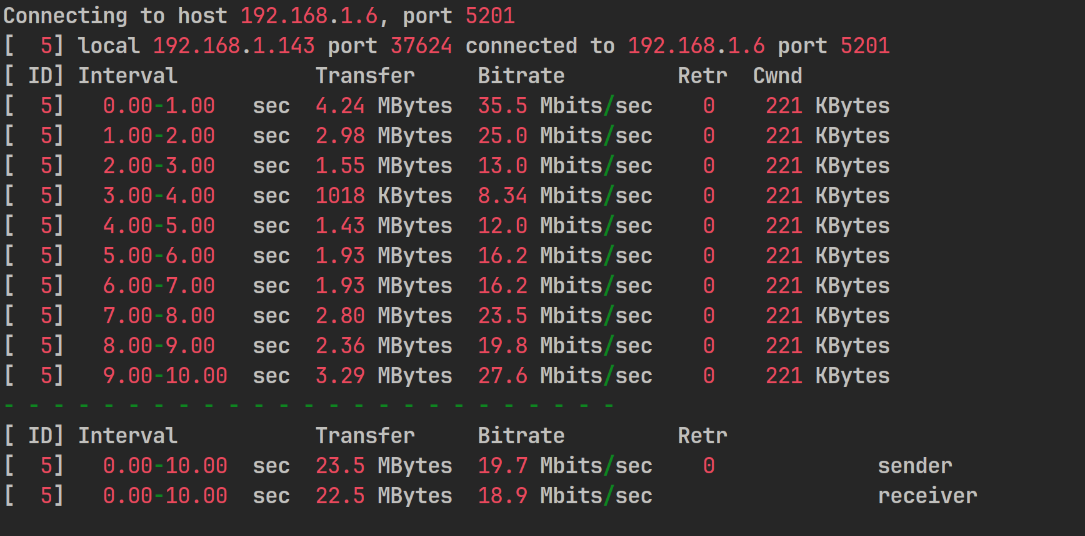 Connecting to host 192.168.1.6, port 5201
[  5] local 192.168.1.143 port 37624 connected to 192.168.1.6 port 5201
[ ID] Interval           Transfer     Bitrate         Retr  Cwnd
[  5]   0.00-1.00   sec  4.24 MBytes  35.5 Mbits/sec    0    221 KBytes
[  5]   1.00-2.00   sec  2.98 MBytes  25.0 Mbits/sec    0    221 KBytes
[  5]   2.00-3.00   sec  1.55 MBytes  13.0 Mbits/sec    0    221 KBytes
[  5]   3.00-4.00   sec  1018 KBytes  8.34 Mbits/sec    0    221 KBytes
[  5]   4.00-5.00   sec  1.43 MBytes  12.0 Mbits/sec    0    221 KBytes
[  5]   5.00-6.00   sec  1.93 MBytes  16.2 Mbits/sec    0    221 KBytes
[  5]   6.00-7.00   sec  1.93 MBytes  16.2 Mbits/sec    0    221 KBytes
[  5]   7.00-8.00   sec  2.80 MBytes  23.5 Mbits/sec    0    221 KBytes
[  5]   8.00-9.00   sec  2.36 MBytes  19.8 Mbits/sec    0    221 KBytes
[  5]   9.00-10.00  sec  3.29 MBytes  27.6 Mbits/sec    0    221 KBytes
- - - - - - - - - - - - - - - - - - - - - - - - -
[ ID] Interval           Transfer     Bitrate         Retr
[  5]   0.00-10.00  sec  23.5 MBytes  19.7 Mbits/sec    0             sender
[  5]   0.00-10.00  sec  22.5 MBytes  18.9 Mbits/sec                  receiver